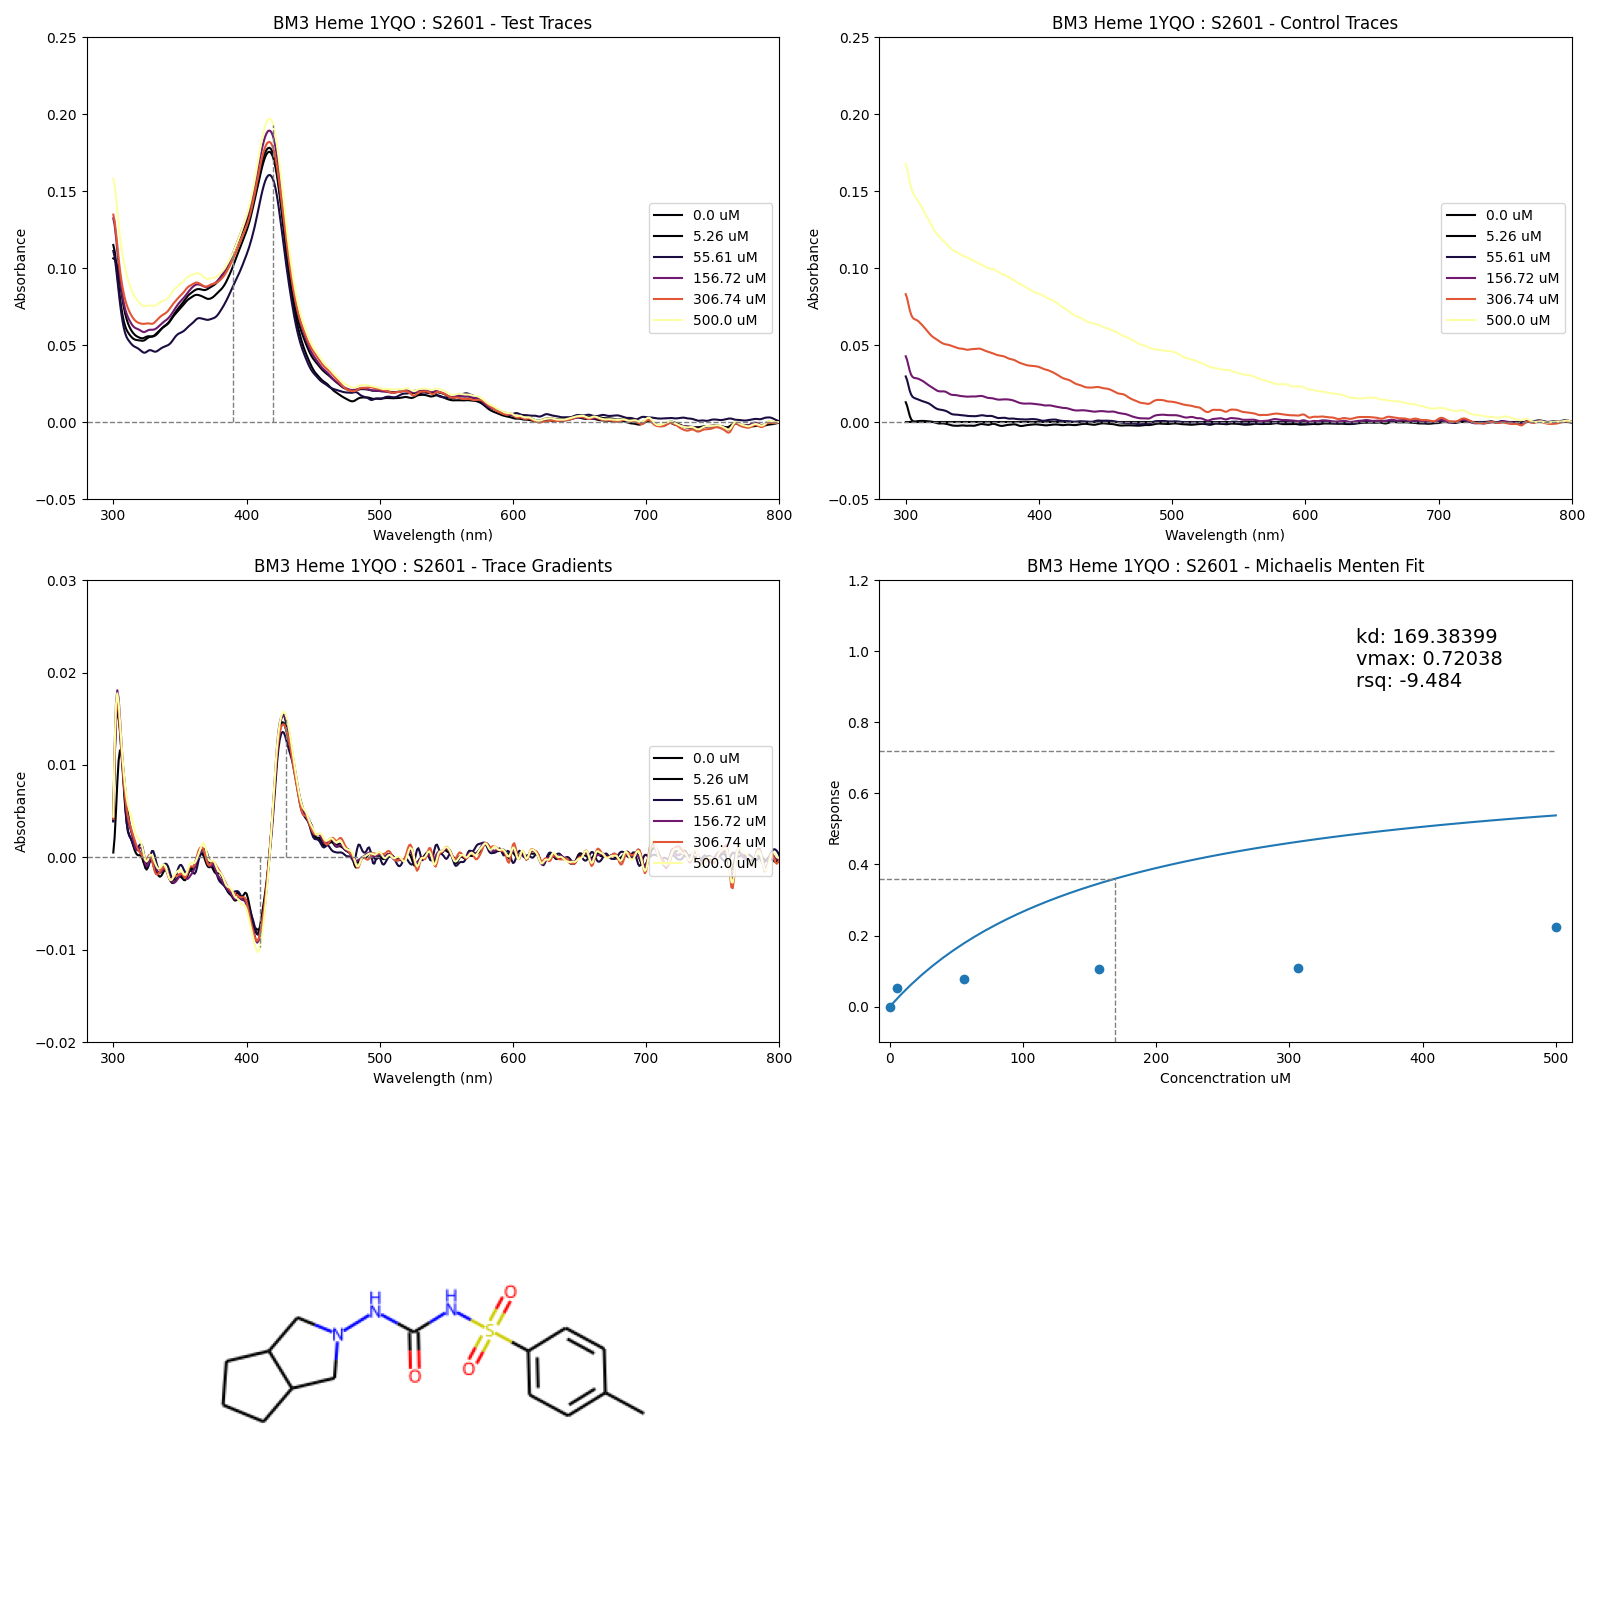 BM3 Heme 1YQO : S2601 - Test Traces
0.25
0.20
0.15
0.10
0.05
0.00
−0.05
Absorbance
300 400 500 600 700 800
Wavelength (nm)
0.0 uM
5.26 uM
55.61 uM
156.72 uM
306.74 uM
500.0 uM
BM3 Heme 1YQO : S2601 - Control Traces
0.25
0.20
0.15
0.10
0.05
0.00
−0.05
Absorbance
300 400 500 600 700 800
Wavelength (nm)
0.0 uM
5.26 uM
55.61 uM
156.72 uM
306.74 uM
500.0 uM
BM3 Heme 1YQO : S2601 - Trace Gradients
0.03
0.02
0.01
0.00
−0.01
−0.02
Absorbance
300 400 500 600 700 800
Wavelength (nm)
0.0 uM
5.26 uM
55.61 uM
156.72 uM
306.74 uM
500.0 uM
BM3 Heme 1YQO : S2601 - Michaelis Menten Fit
1.2
1.0
0.8
0.6
0.4
0.2
0.0
Response
0 100 200 300 400 500
Concenctration uM
kd: 169.38399
vmax: 0.72038
rsq: -9.484
H
N
H
N
O
N
S
O
O